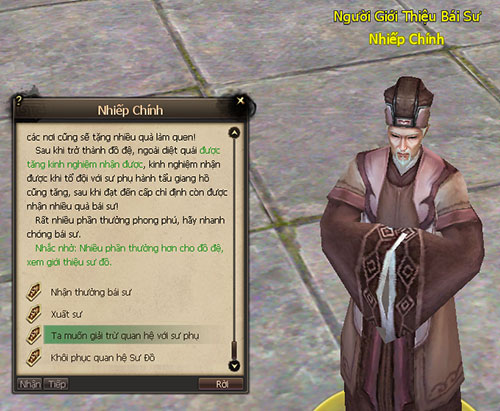 Người Giới Thiệu Bái Sư
Nhiếp Chính
?
Nhiếp Chính
các nơi cũng sẽ tặng nhiều quà làm quen!
Sau khi trở thành đồ đệ, ngoài diệt quái được
tăng kinh nghiệm nhận được, kinh nghiệm nhận
được khi tổ đội với sư phụ hành tẩu giang hồ
cũng tăng, sau khi đạt đến cấp chỉ định còn được
nhận nhiều quà bái sư!
Rất nhiều phần thưởng phong phú, hãy nhanh
chóng bái sư.
Nhắc nhở: Nhiều phần thưởng hơn cho đồ đệ,
xem giới thiệu sư đồ.
Nhận thưởng bái sư
Xuất sư
Ta muốn giải trừ quan hệ với sư phụ
Khôi phục quan hệ Sư Đồ
Nhận Tiếp Rời